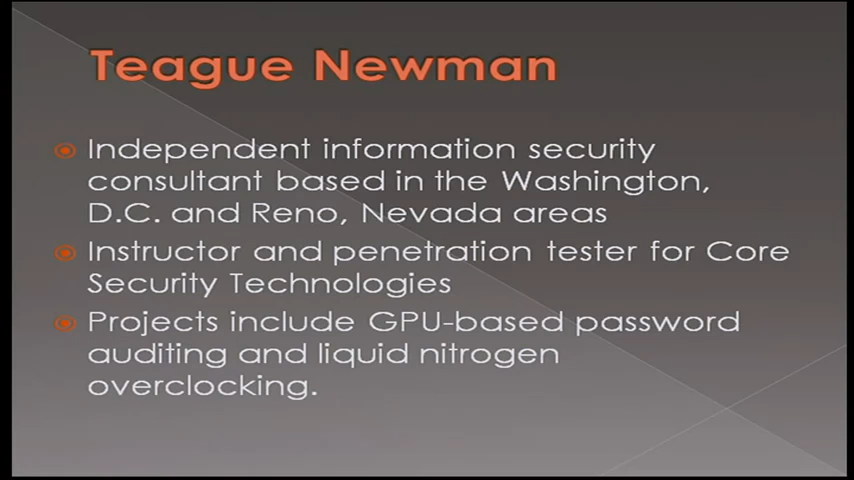 Teague Newman
Independent information security
consultant based in the Washington,
D.C. and Reno, Nevada areas
Instructor and penetration tester for Core
Security Technologies
Projects include GPU-based password
auditing and liquid nitrogen
overclocking.